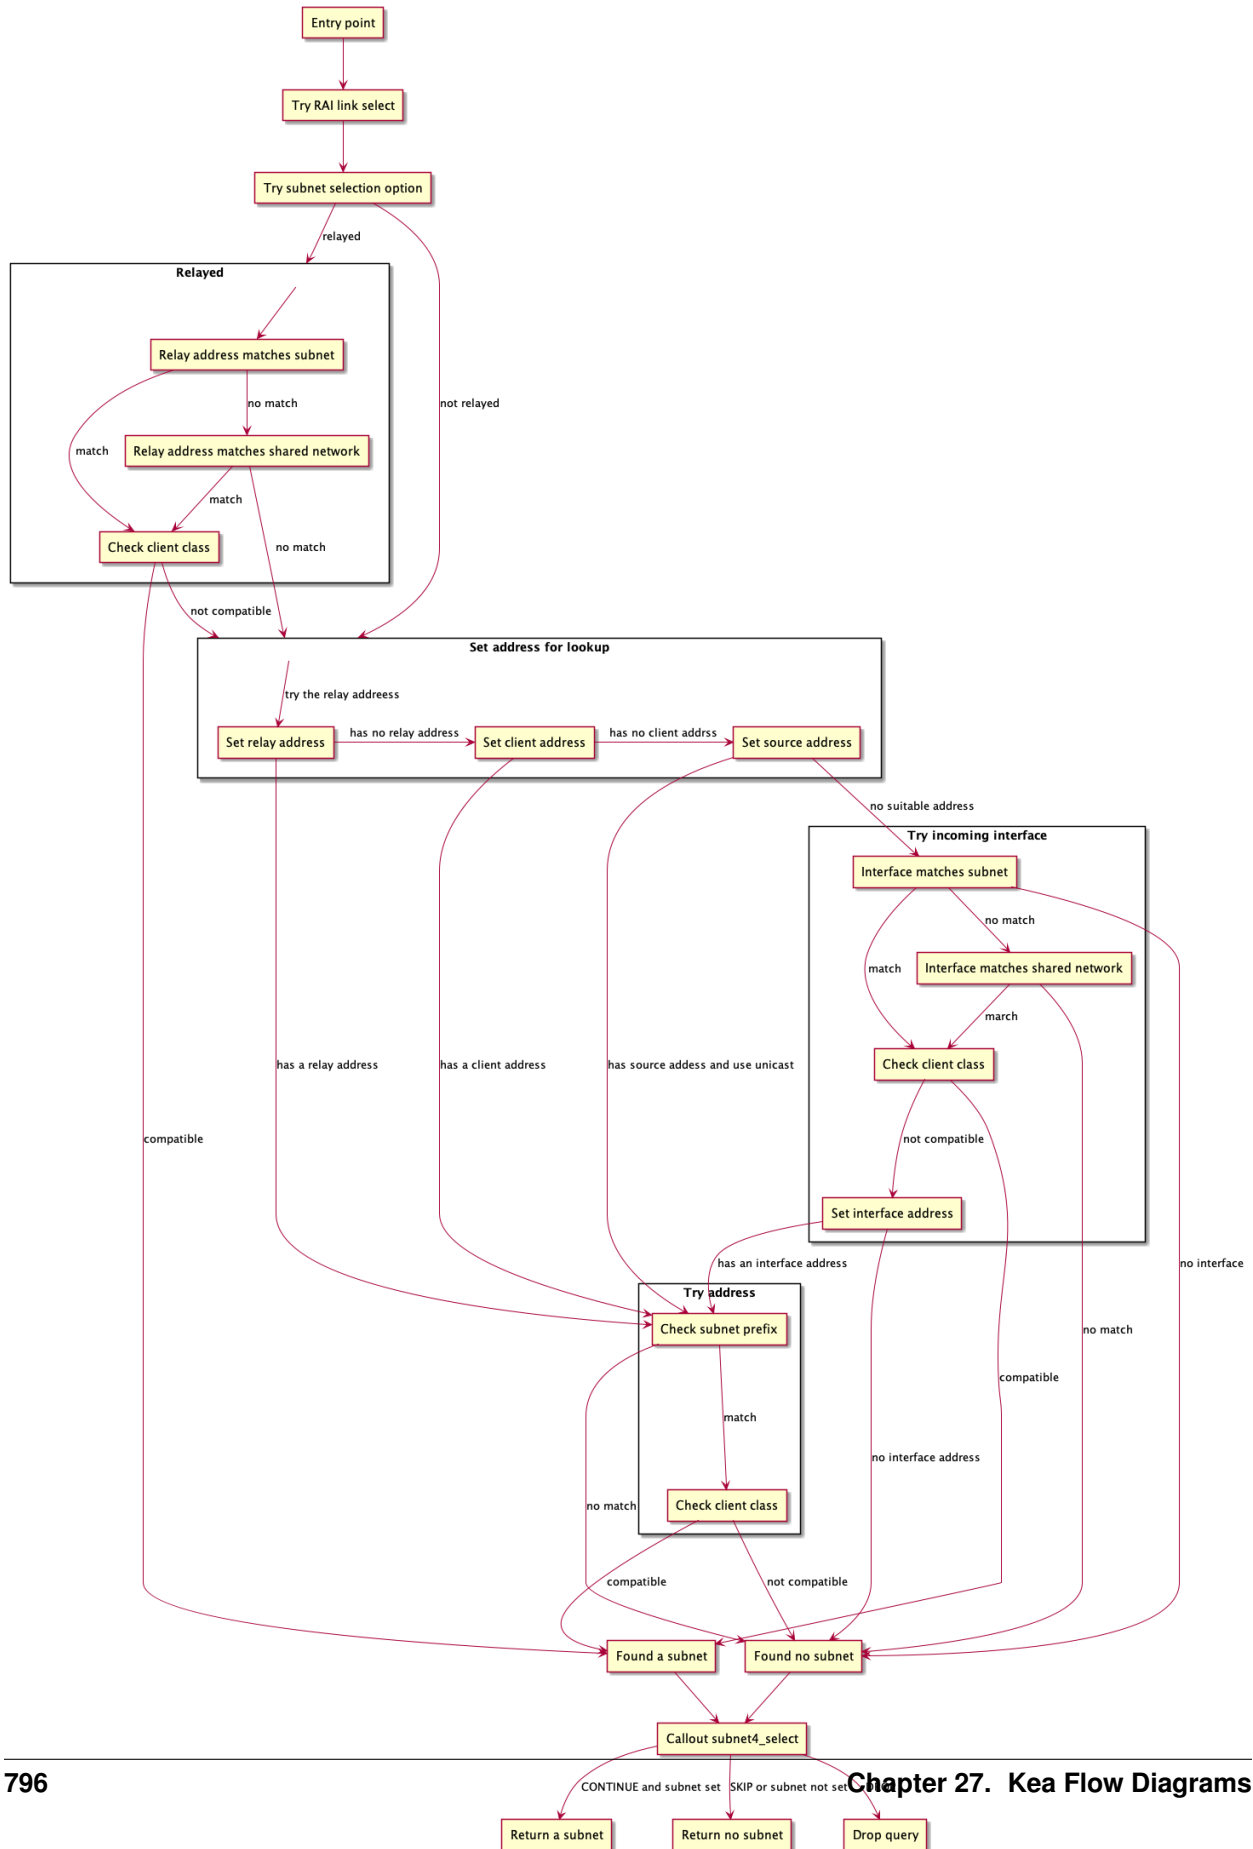 Entry point
Try RAI link select
Try subnet selection option
relayed
Relayed
Relay address matches subnet
no match
not relayed
match
Relay address matches shared network
match
Check client class
no match
not compatible
Set address for lookup
try the relay addreess
Set relay address
has no relay address
Set client address
has no client addrss
Set source address
no suitable address
Try incoming interface
Interface matches subnet
no match
match
Interface matches shared network
march
Check client class
has a relay address
has a client address
has source addess and use unicast
compatible
not compatible
Set interface address
has an interface address
no interface
Try address
Check subnet prefix
no match
compatible
match
no interface address
Check client class
no match
compatible
not compatible
Found a subnet
Found no subnet
Callout subnet4_select
796
Chapter 27. Kea Flow Diagrams
CONTINUE and subnet set
SKIP or subnet not set
Return a subnet
Return no subnet
Drop query